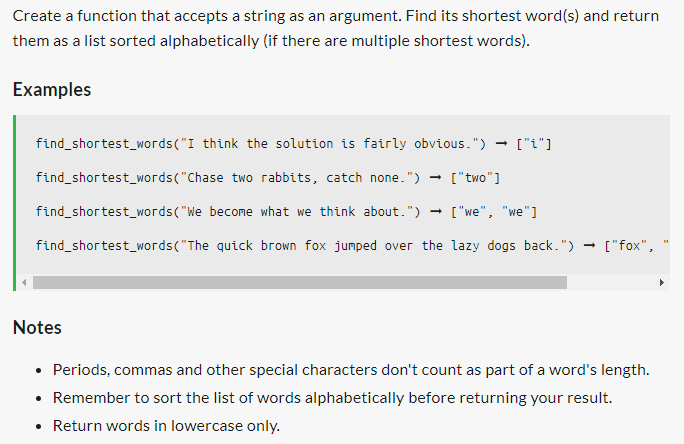 Create a function that accepts a string as an argument. Find its shortest word(s) and return
them as a list sorted alphabetically (if there are multiple shortest words).
Examples
find_shortest_words("I think the solution is fairly obvious.") ➞ ["i"]
find_shortest_words("Chase two rabbits, catch none.") ➞ ["two"]
find_shortest_words("We become what we think about.") ➞ ["we", "we"]
find_shortest_words("The quick brown fox jumped over the lazy dogs back.") ➞ ["fox", "
Notes
• Periods, commas and other special characters don't count as part of a word's length.
• Remember to sort the list of words alphabetically before returning your result.
• Return words in lowercase only.